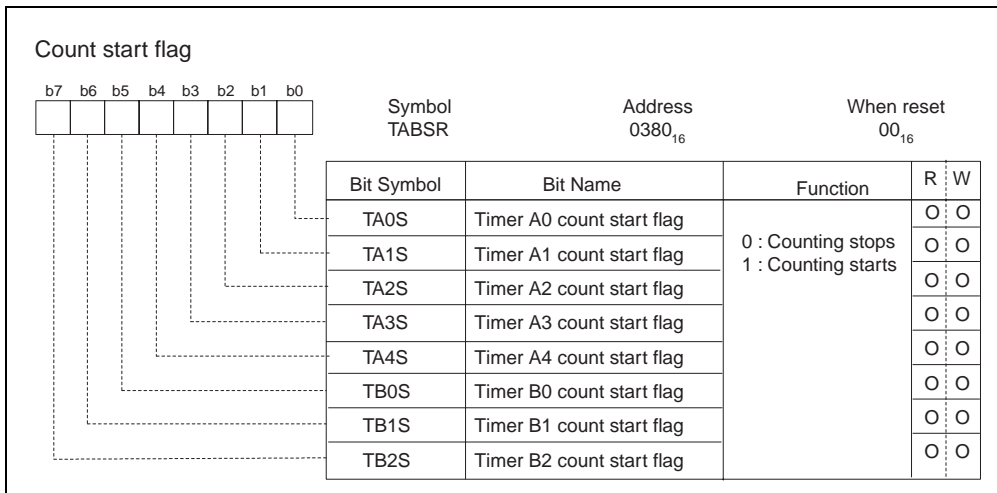 Count start flag
b7 b6 b5 b4 b3 b2 b1 b0
Symbol Address When reset
TABSR 0380₁₆ 00₁₆
Bit Symbol Bit Name Function R W
TA0S Timer A0 count start flag 0 : Counting stops O O
TA1S Timer A1 count start flag 1 : Counting starts O O
TA2S Timer A2 count start flag O O
TA3S Timer A3 count start flag O O
TA4S Timer A4 count start flag O O
TB0S Timer B0 count start flag O O
TB1S Timer B1 count start flag O O
TB2S Timer B2 count start flag O O